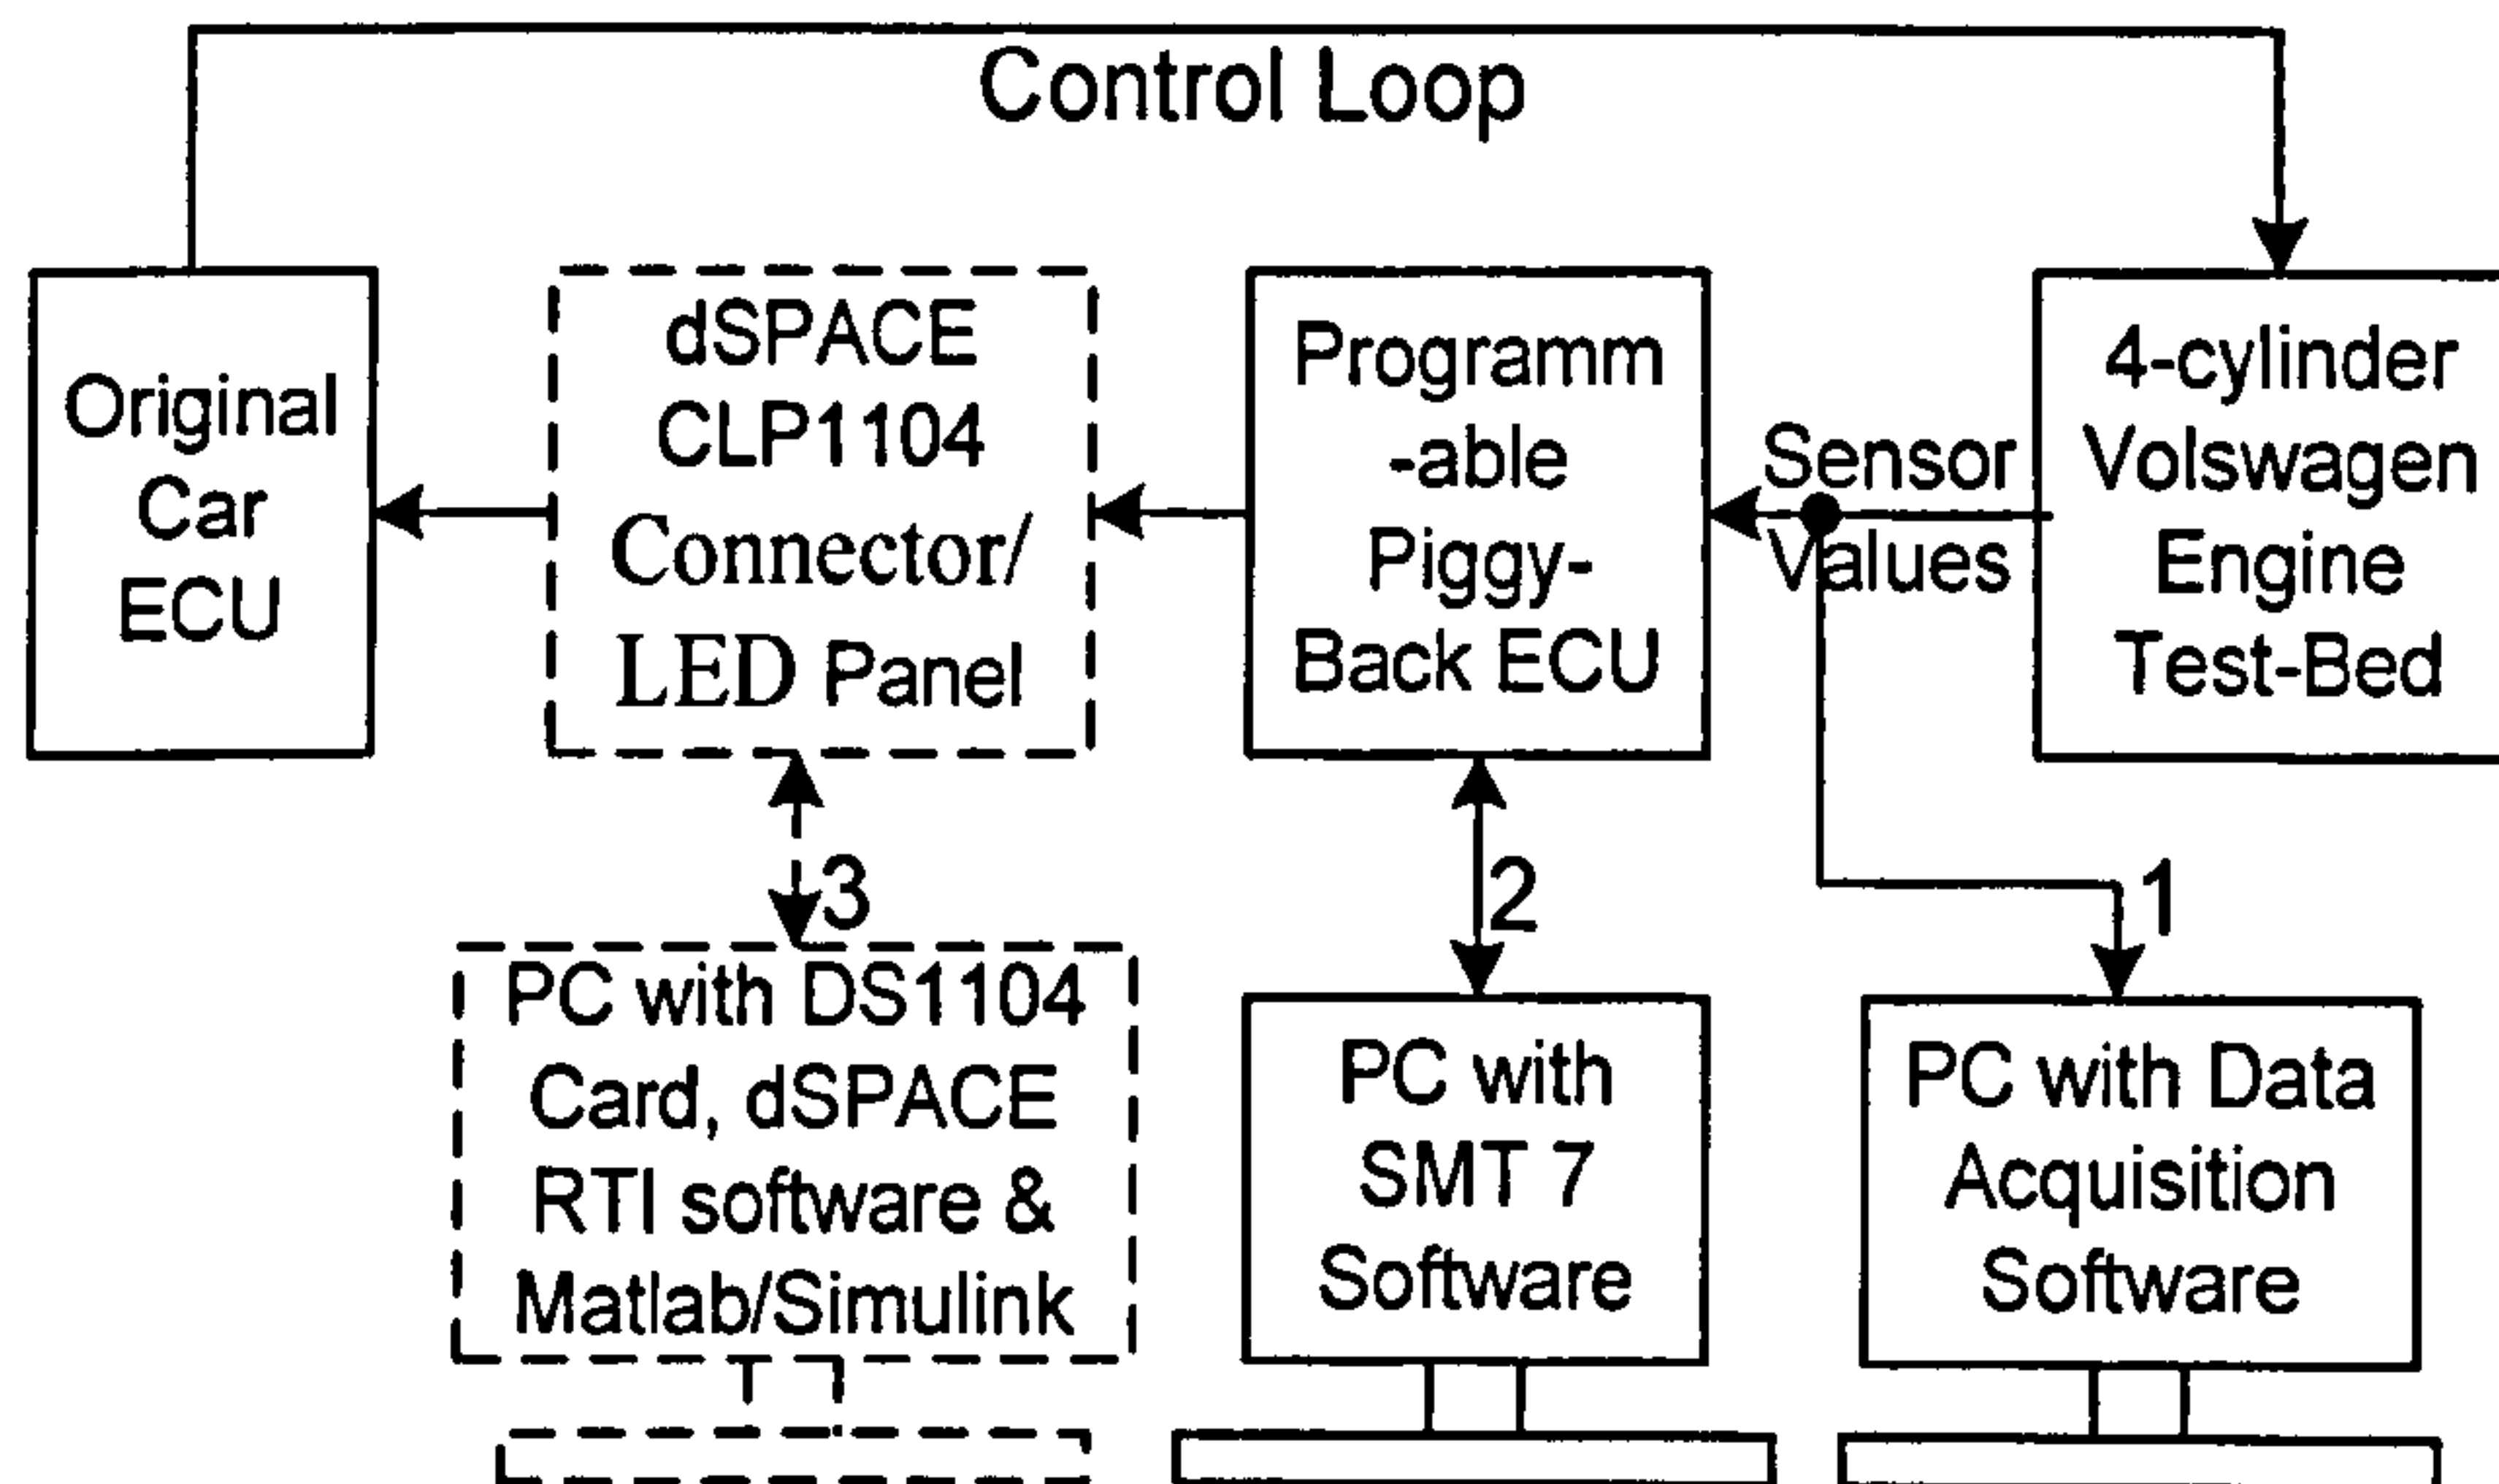 Control Loop
Original
Car
ECU
dSPACE
CLP1104
Connector/
LED Panel
Programm
-able
Piggy-
Back ECU
Sensor
Values
4-cylinder
Volswagen
Engine
Test-Bed
3
2
1
PC with DS1104
Card, dSPACE
RTI software &
Matlab/Simulink
PC with
SMT 7
Software
PC with Data
Acquisition
Software